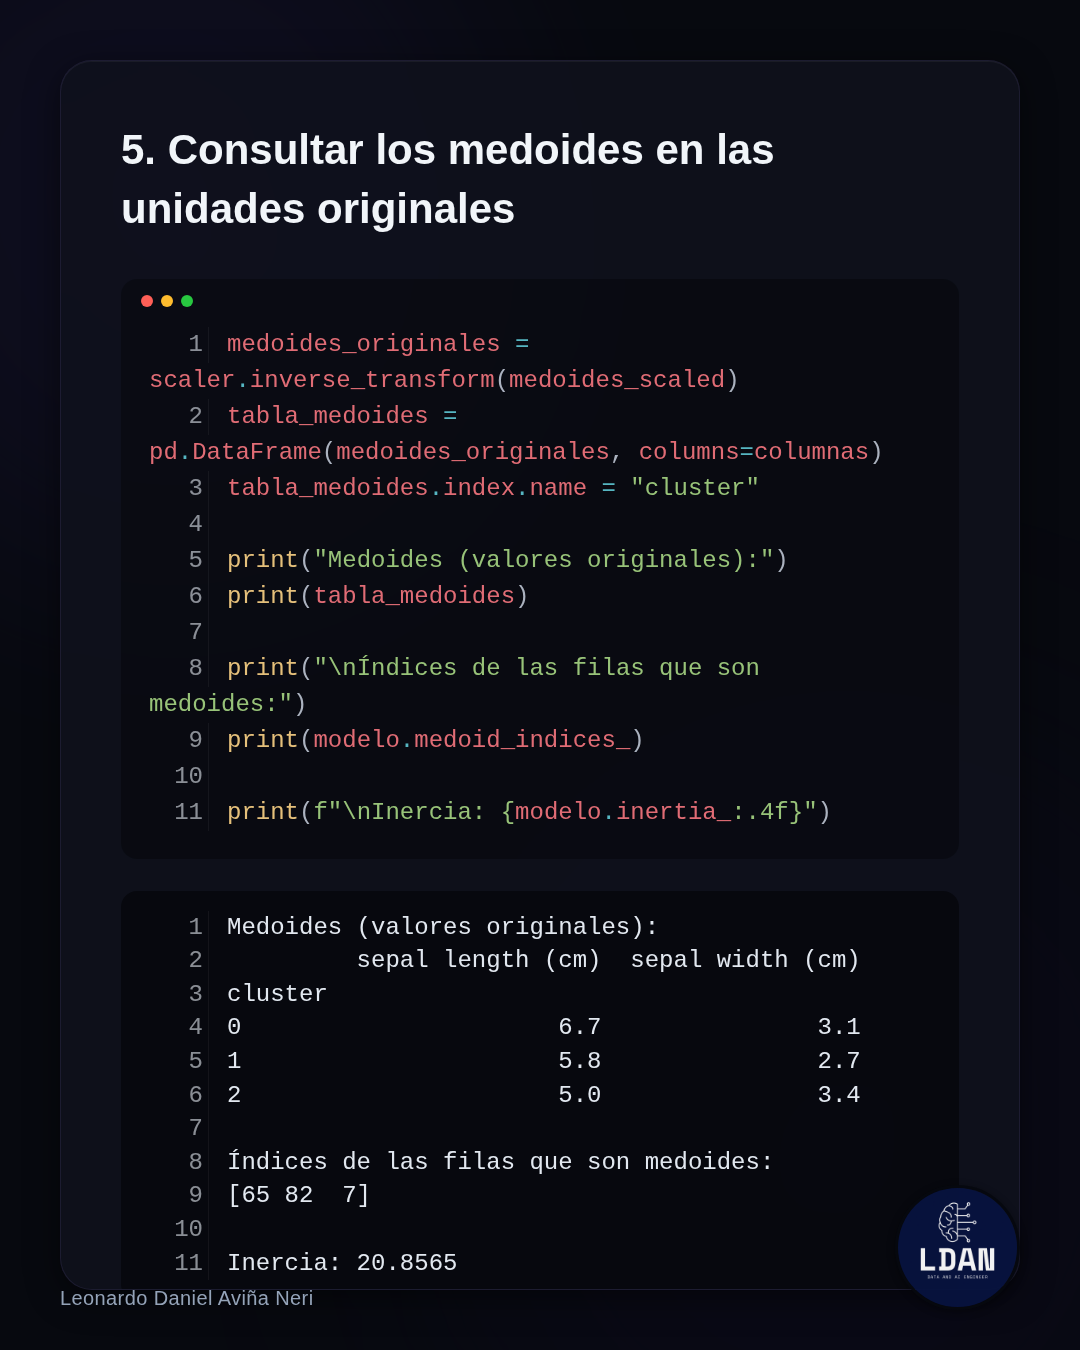 5. Consultar los medoides en las
unidades originales
1 medoides_originales =
scaler.inverse_transform(medoides_scaled)
2 tabla_medoides =
pd.DataFrame(medoides_originales, columns=columnas)
3 tabla_medoides.index.name = "cluster"
4
5 print("Medoides (valores originales):")
6 print(tabla_medoides)
7
8 print("\nÍndices de las filas que son
medoides:")
9 print(modelo.medoid_indices_)
10
11 print(f"\nInercia: {modelo.inertia_:.4f}")
1 Medoides (valores originales):
2          sepal length (cm)  sepal width (cm)
3 cluster
4 0                      6.7               3.1
5 1                      5.8               2.7
6 2                      5.0               3.4
7
8 Índices de las filas que son medoides:
9 [65 82  7]
10
11 Inercia: 20.8565
LDAN
DATA AND AI ENGINEER
Leonardo Daniel Aviña Neri